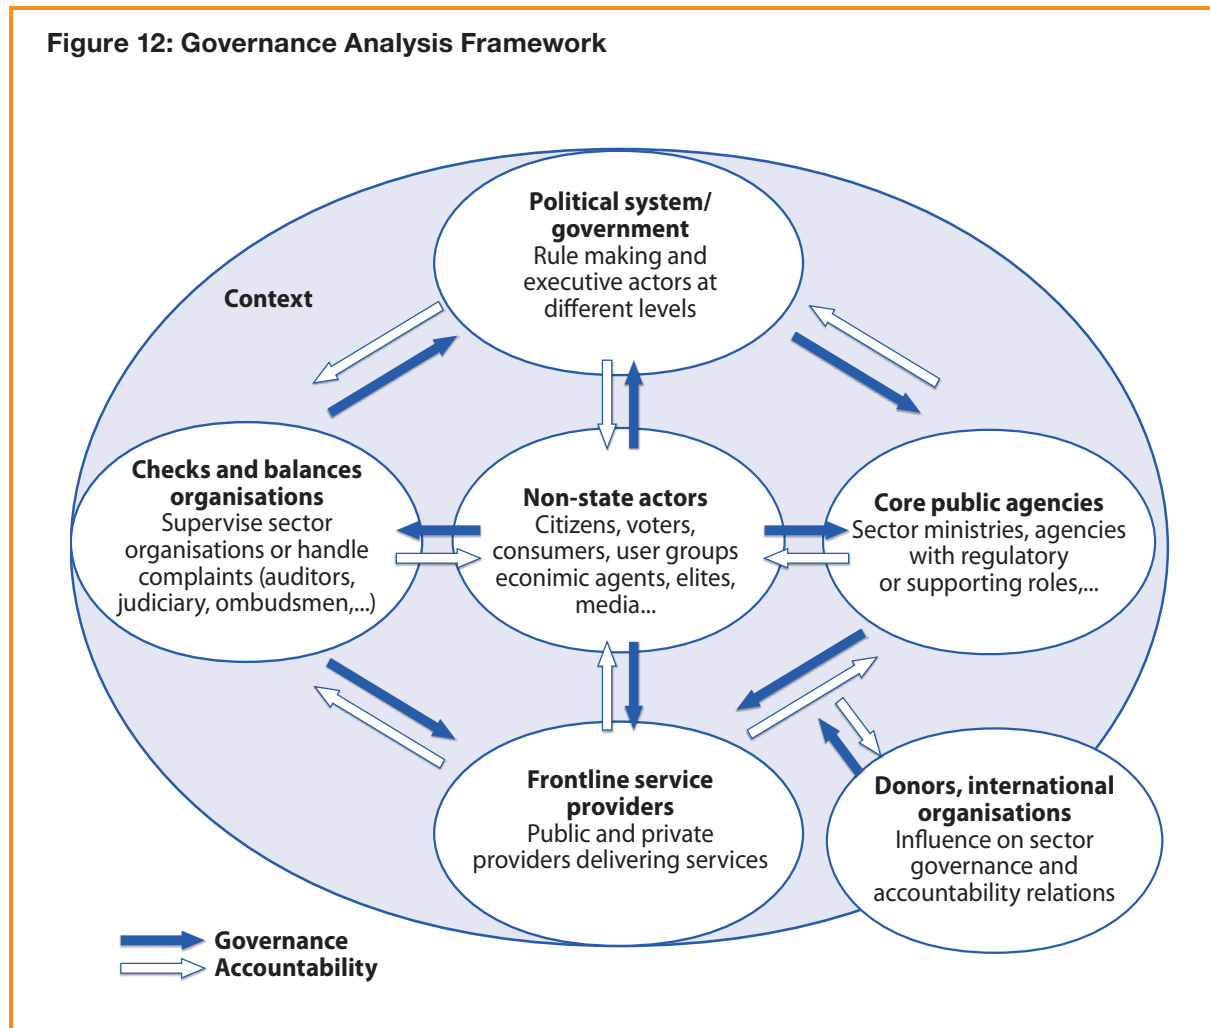 Figure 12: Governance Analysis Framework
Political system/
government
Rule making and
executive actors at
different levels
Context
Checks and balances
organisations
Supervise sector
organisations or handle
complaints (auditors,
judiciary, ombudsmen,...)
Non-state actors
Citizens, voters,
consumers, user groups
econimic agents, elites,
media...
Core public agencies
Sector ministries, agencies
with regulatory
or supporting roles,...
Frontline service
providers
Public and private
providers delivering services
Donors, international
organisations
Influence on sector
governance and
accountability relations
Governance
Accountability